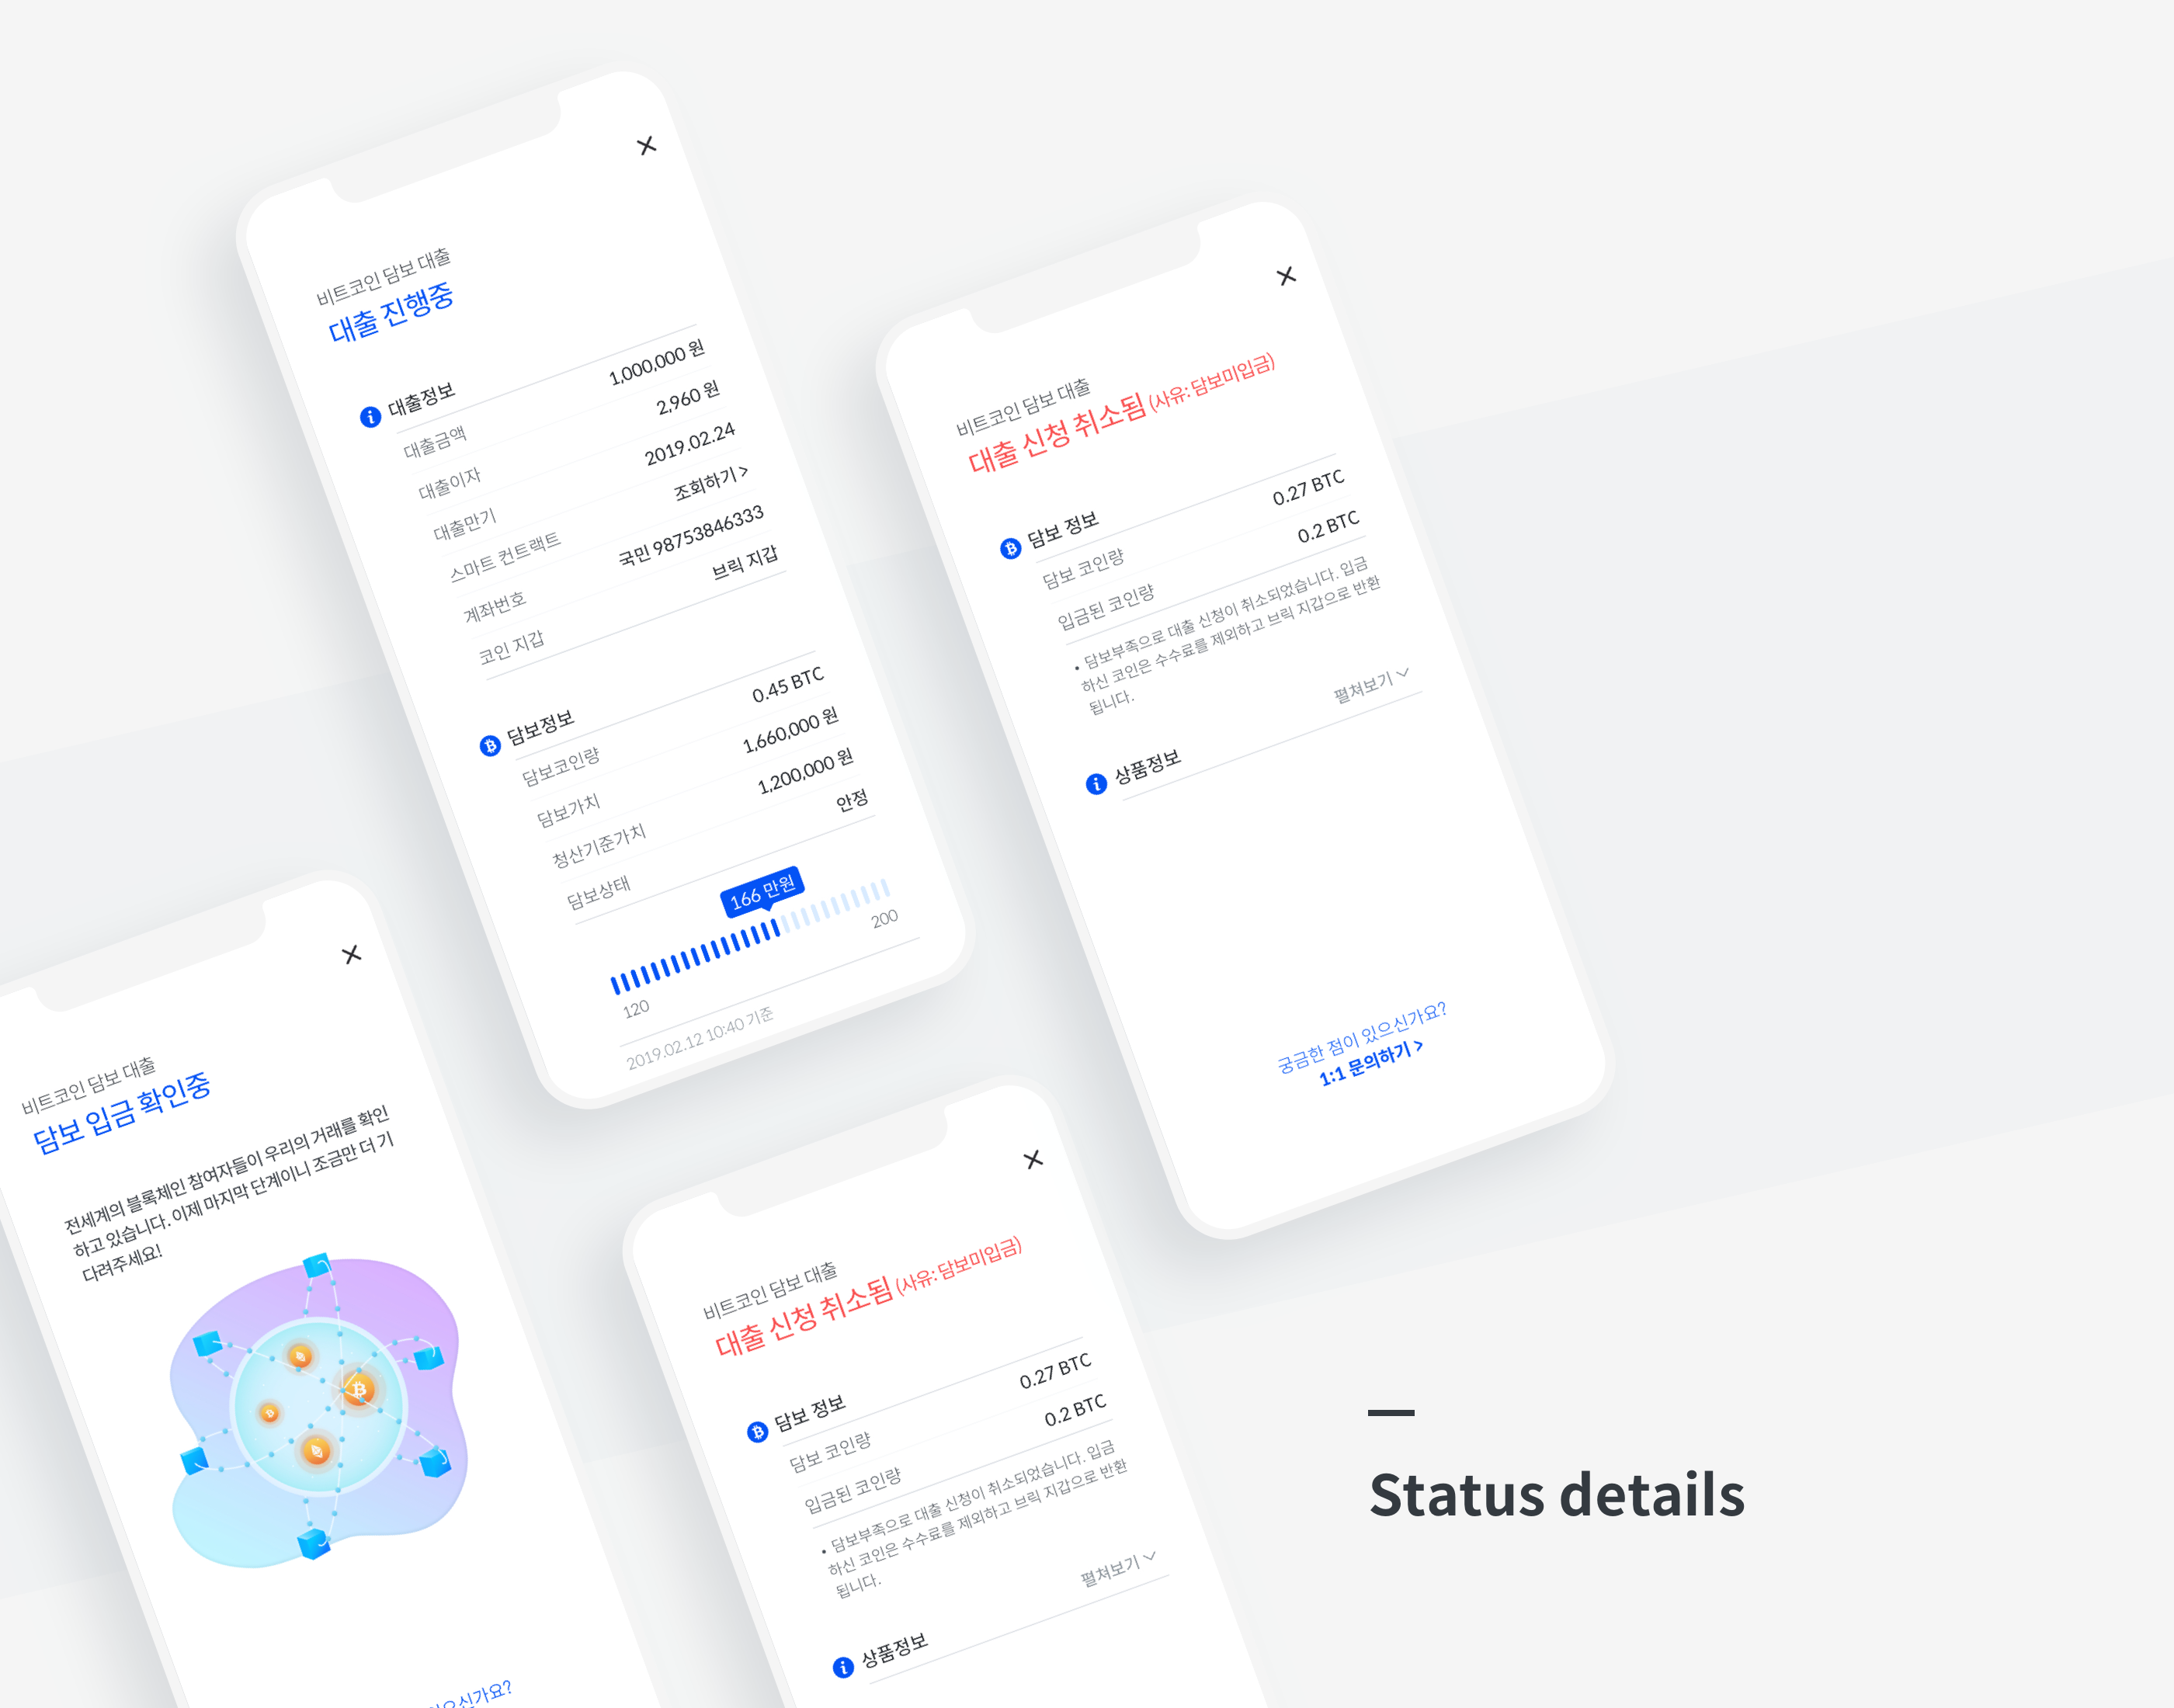 비트코인 담보 대출
대출 진행중
대출정보
대출금액 1,000,000 원
대출이자 2,960 원
대출만기 2019.02.24
스마트 컨트랙트 조회하기 >
계좌번호 국민 98753846333
코인 지갑 브릭 지갑
담보정보
담보코인량 0.45 BTC
담보가치 1,660,000 원
청산기준가치 1,200,000 원
담보상태 안정
166 만원
120 200
2019.02.12 10:40 기준
비트코인 담보 대출
대출 신청 취소됨 (사유: 담보미입금)
담보 정보
담보 코인량 0.27 BTC
입금된 코인량 0.2 BTC
• 담보부족으로 대출 신청이 취소되었습니다. 입금
하신 코인은 수수료를 제외하고 브릭 지갑으로 반환
됩니다.
펼쳐보기
상품정보
궁금한 점이 있으신가요?
1:1 문의하기 >
비트코인 담보 대출
담보 입금 확인중
전세계의 블록체인 참여자들이 우리의 거래를 확인
하고 있습니다. 이제 마지막 단계이니 조금만 더 기
다려주세요!
으신가요?
비트코인 담보 대출
대출 신청 취소됨 (사유: 담보미입금)
담보 정보
담보 코인량 0.27 BTC
입금된 코인량 0.2 BTC
• 담보부족으로 대출 신청이 취소되었습니다. 입금
하신 코인은 수수료를 제외하고 브릭 지갑으로 반환
됩니다.
펼쳐보기
상품정보
Status details